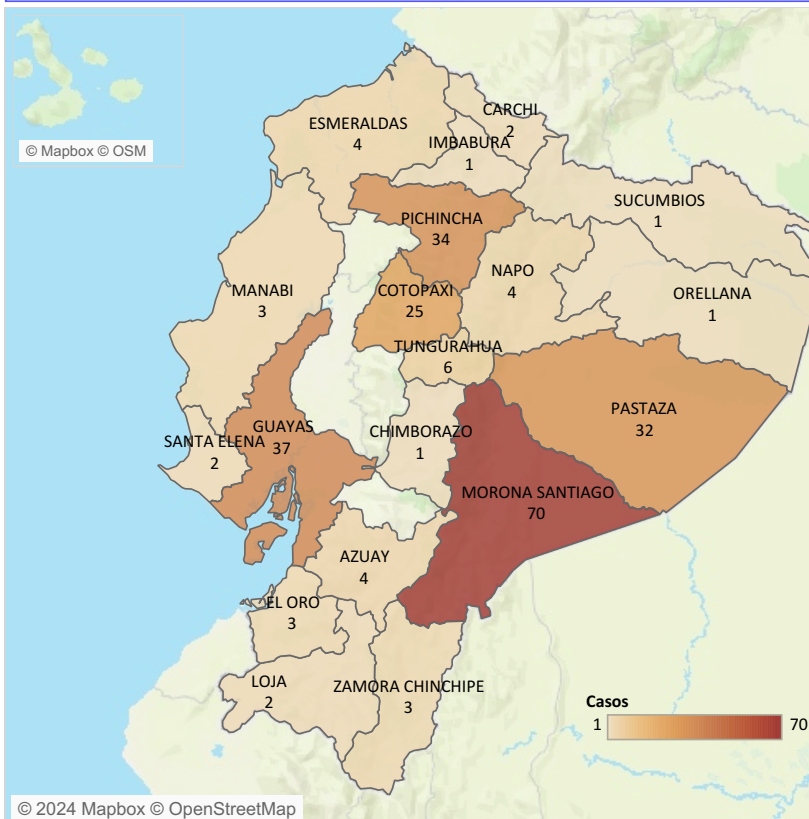 CARCHI
2
ESMERALDAS
4
IMBABURA
1
© Mapbox © OSM
SUCUMBIOS
1
PICHINCHA
34
NAPO
4
MANABI
3
COTOPAXI
25
ORELLANA
1
TUNGURAHUA
6
PASTAZA
32
GUAYAS
37
SANTA ELENA
2
CHIMBORAZO
1
MORONA SANTIAGO
70
AZUAY
4
EL ORO
3
LOJA
2
ZAMORA CHINCHIPE
3
Casos
1 70
© 2024 Mapbox © OpenStreetMap